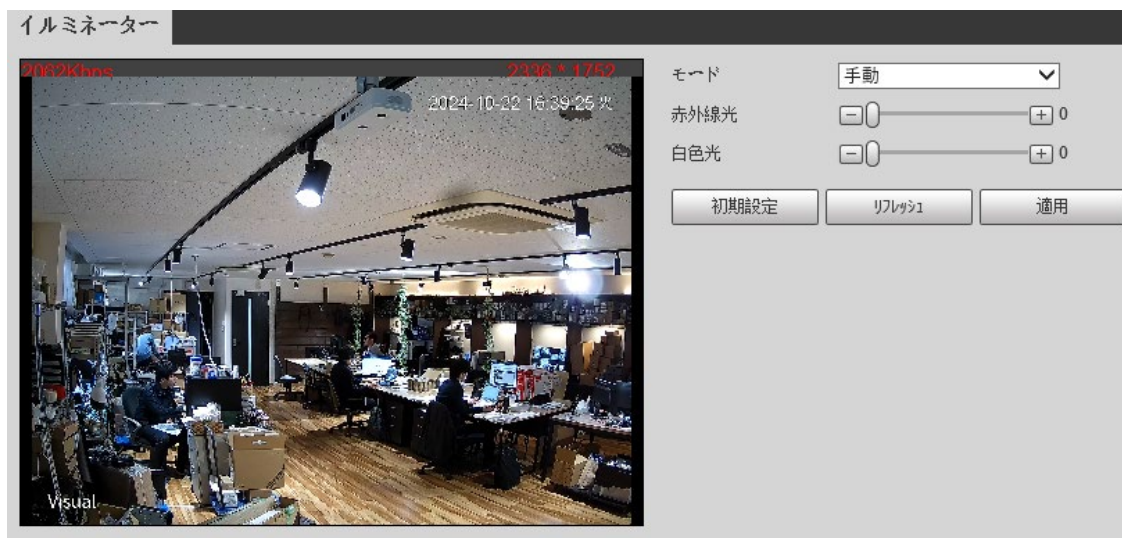 イルミネーター
2062Kbps
2336 * 1752
2024-10-22 16:39:25 火
Visual
モード
手動
赤外線光
0
白色光
0
初期設定
リフレッシュ
適用